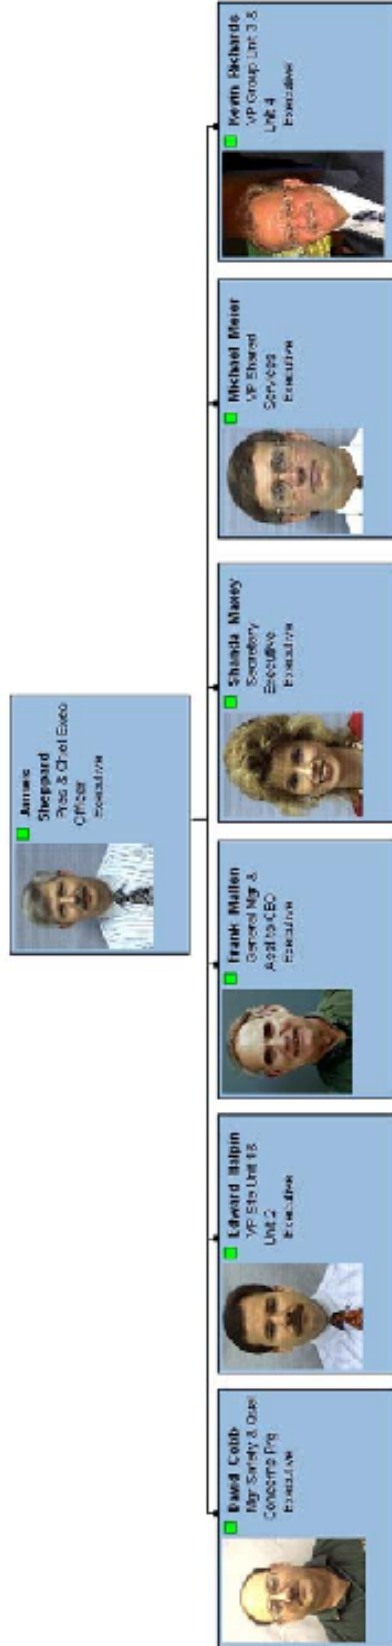 James
Sheppard
Pres & Chief Exec
Officer
Executive
David Cobb
Mgr Safety & Qual
Concerns Prg
Executive
Edward Halpin
VP Site Unit 1&
Unit 2
Executive
Frank Mallen
General Mgr &
Asst to CEO
Executive
Shanda Maxey
Secretary
Executive
Executive
Michael Meier
VP Shared
Services
Executive
Kevin Richards
VP Group Unit 3 &
Unit 4
Executive